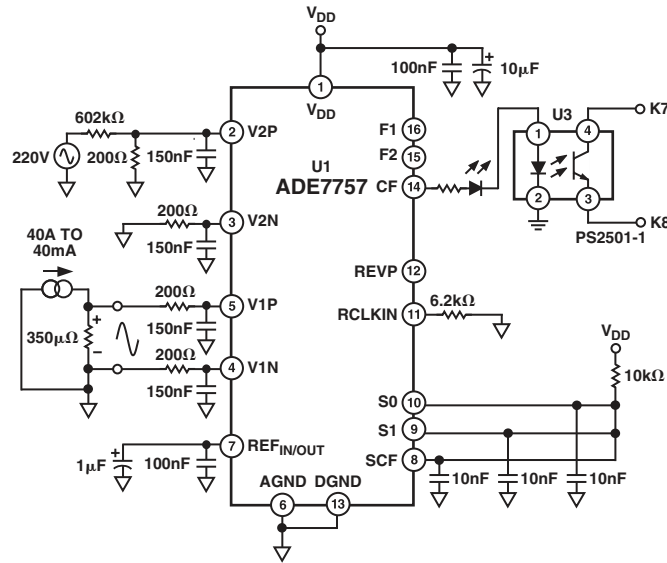 VDD
100nF
10µF
+
1
VDD
602kΩ
2
V2P
220V
200Ω
150nF
F1
16
F2
15
U1
ADE7757
CF
14
U3
1
4
K7
2
3
K8
PS2501-1
200Ω
3
V2N
150nF
40A TO
40mA
REVP
12
200Ω
5
V1P
RCLKIN
11
6.2kΩ
350µΩ
+
–
150nF
VDD
200Ω
4
V1N
10kΩ
150nF
S0
10
S1
9
7
REFIN/OUT
SCF
8
+
1µF
100nF
10nF
10nF
10nF
AGND
DGND
6
13